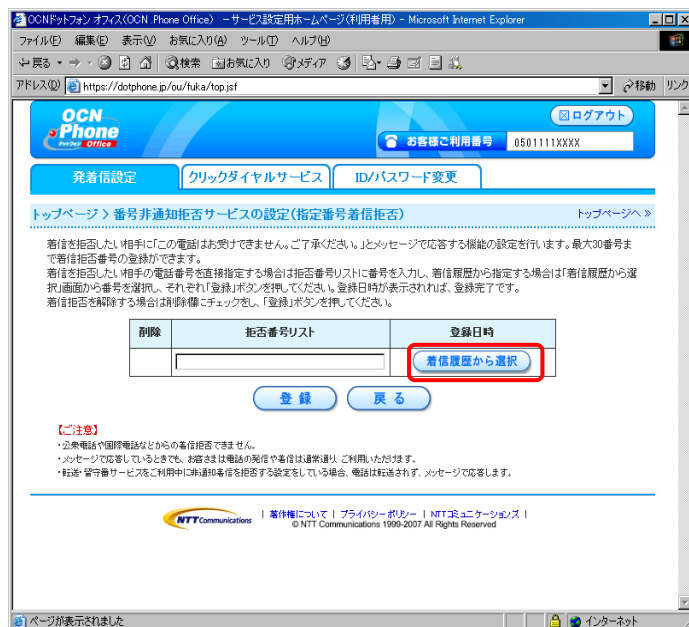 OCNドットフォン オフィス(OCN .Phone Office) －サービス設定用ホームページ(利用者用) - Microsoft Internet Explorer
ファイル(F) 編集(E) 表示(V) お気に入り(A) ツール(T) ヘルプ(H)
戻る 検索 お気に入り メディア
アドレス(D) https://dotphone.jp/ou/fuka/top.jsf 移動 リンク
OCN
.Phone
ドットフォン Office
ログアウト
お客様ご利用番号 0501111XXXX
発着信設定 クリックダイヤルサービス ID/パスワード変更
トップページ > 番号非通知拒否サービスの設定(指定番号着信拒否) トップページへ »
着信を拒否したい相手に「この電話はお受けできません。ご了承ください。」とメッセージで応答する機能の設定を行います。最大30番号ま
で着信拒否番号の登録ができます。
着信を拒否したい相手の電話番号を直接指定する場合は拒否番号リストに番号を入力し、着信履歴から指定する場合は「着信履歴から選
択」画面から番号を選択し、それぞれ「登録」ボタンを押してください。登録日時が表示されれば、登録完了です。
着信拒否を解除する場合は削除欄にチェックをし、「登録」ボタンを押してください。
削除 拒否番号リスト 登録日時
着信履歴から選択
登 録 戻 る
【ご注意】
・公衆電話や国際電話などからの着信拒否できません。
・メッセージで応答しているときでも、お客さまは電話の発信や着信は通常通り、ご利用いただけます。
・転送・留守番サービスをご利用中に非通知着信を拒否する設定をしている場合、電話は転送されず、メッセージで応答します。
NTT Communications | 著作権について | プライバシーポリシー | NTTコミュニケーションズ |
© NTT Communications 1999-2007 All Rights Reserved
ページが表示されました インターネット